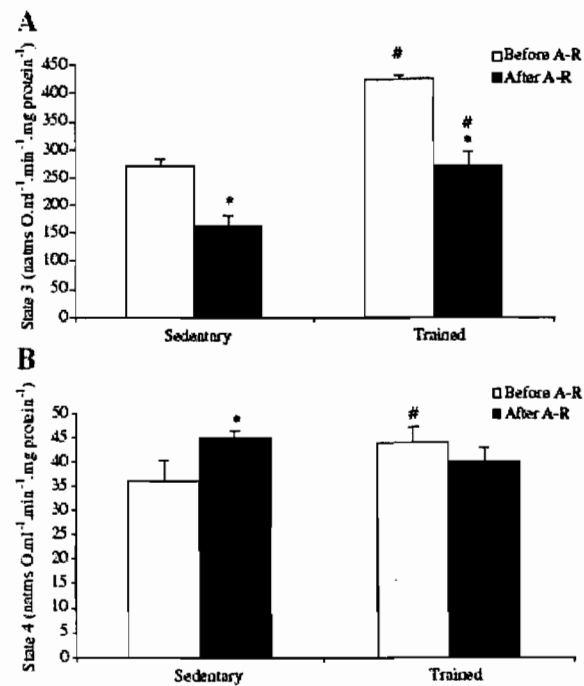 A
State 3 (natms O.ml⁻¹.min⁻¹.mg protein⁻¹)
450
400
350
300
250
200
150
100
50
0
#
Before A-R
After A-R
#
*
*
Sedentary Trained
B
State 4 (natms O.ml⁻¹.min⁻¹.mg protein⁻¹)
50
45
40
35
30
25
20
15
10
5
0
Before A-R
After A-R
*
#
Sedentary Trained